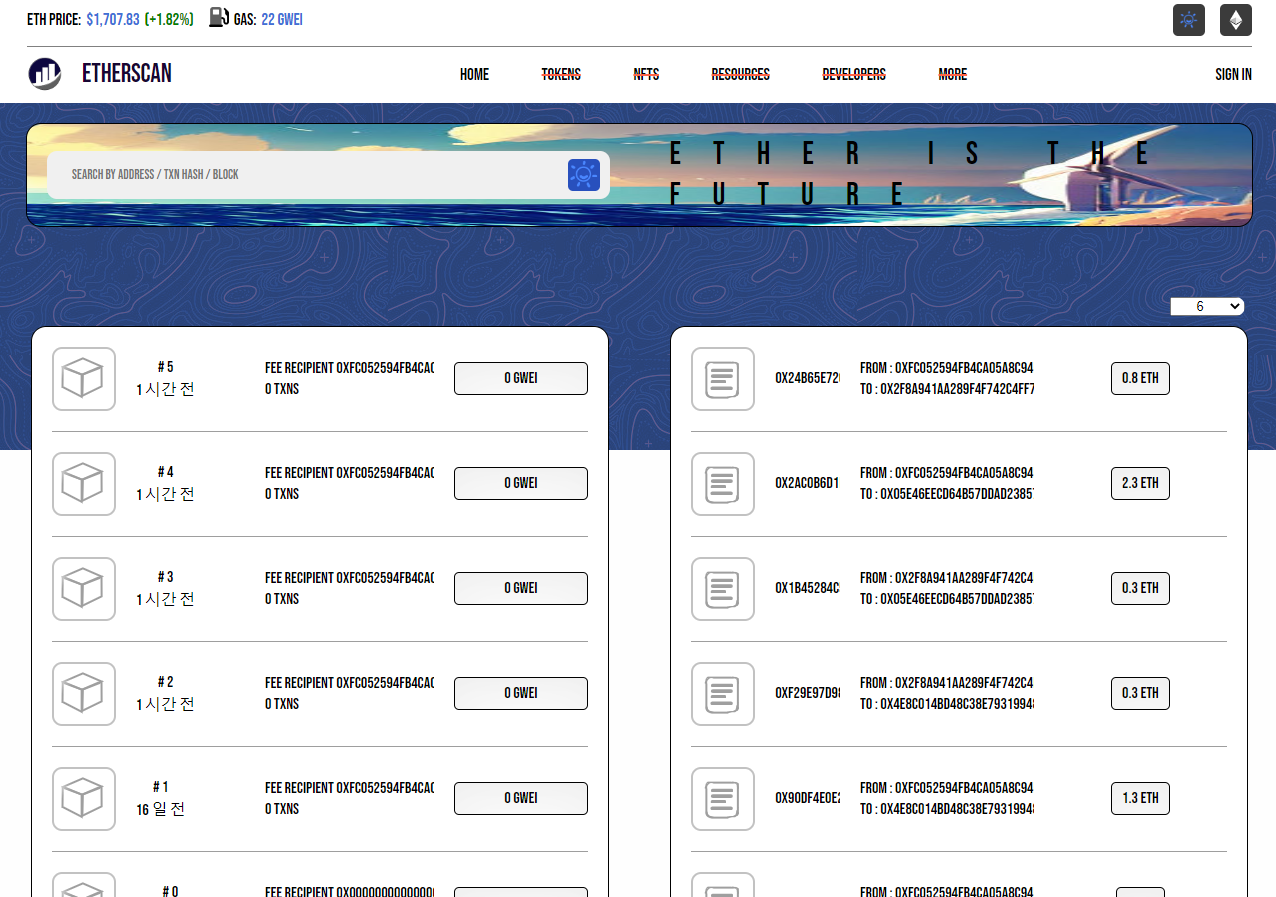 ETH PRICE: $1,707.83 (+1.82%) GAS: 22 GWEI
ETHERSCAN
HOME TOKENS NFTS RESOURCES DEVELOPERS MORE SIGN IN
SEARCH BY ADDRESS / TXN HASH / BLOCK
ETHER IS THE
FUTURE
6
# 5
1 시간 전
FEE RECIPIENT 0XFC052594FB4CA0
0 TXNS
0 GWEI
# 4
1 시간 전
FEE RECIPIENT 0XFC052594FB4CA0
0 TXNS
0 GWEI
# 3
1 시간 전
FEE RECIPIENT 0XFC052594FB4CA0
0 TXNS
0 GWEI
# 2
1 시간 전
FEE RECIPIENT 0XFC052594FB4CA0
0 TXNS
0 GWEI
# 1
16 일 전
FEE RECIPIENT 0XFC052594FB4CA0
0 TXNS
0 GWEI
# 0
FEE RECIPIENT 0X00000000000000
0X24B65E720
FROM : 0XFC052594FB4CA05A8C94
TO : 0X2F8A941AA289F4F742C4FF7
0.8 ETH
0X2AC0B6D1
FROM : 0XFC052594FB4CA05A8C94
TO : 0X05E46EECD64B57DDAD2385
2.3 ETH
0X1B45284C
FROM : 0X2F8A941AA289F4F742C4
TO : 0X05E46EECD64B57DDAD2385
0.3 ETH
0XF29E97D98
FROM : 0X2F8A941AA289F4F742C4
TO : 0X4E8C014BD48C38E79319948
0.3 ETH
0X90DF4E0E2
FROM : 0XFC052594FB4CA05A8C94
TO : 0X4E8C014BD48C38E79319948
1.3 ETH
FROM : 0XFC052594FB4CA05A8C94